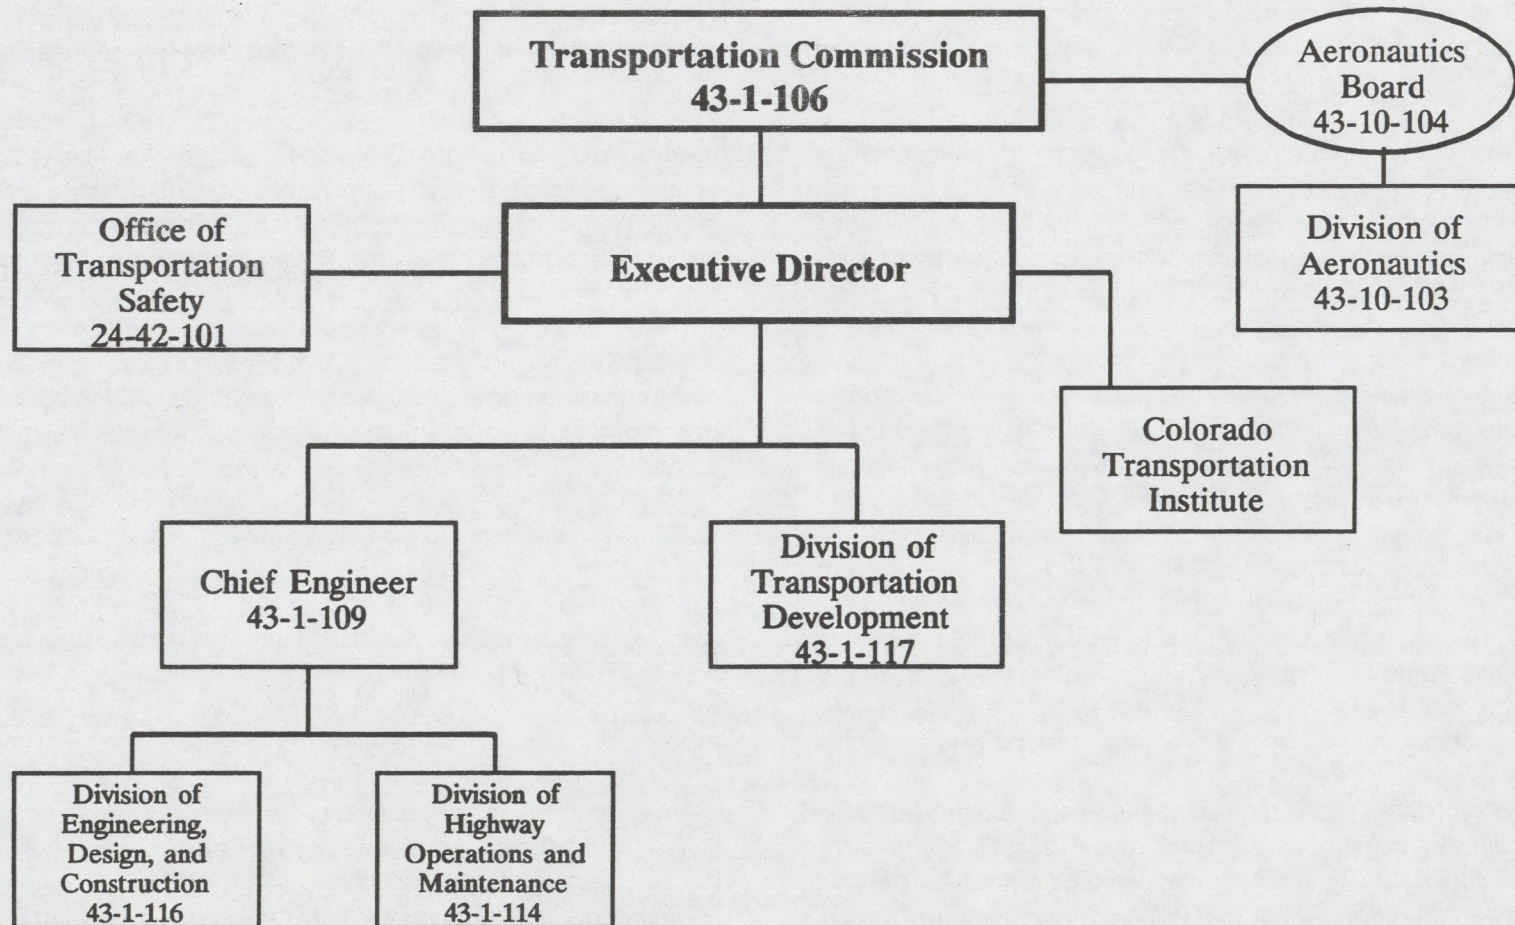 Transportation Commission
43-1-106
Aeronautics
Board
43-10-104
Division of
Aeronautics
43-10-103
Office of
Transportation
Safety
24-42-101
Executive Director
Colorado
Transportation
Institute
Chief Engineer
43-1-109
Division of
Transportation
Development
43-1-117
Division of
Engineering,
Design, and
Construction
43-1-116
Division of
Highway
Operations and
Maintenance
43-1-114